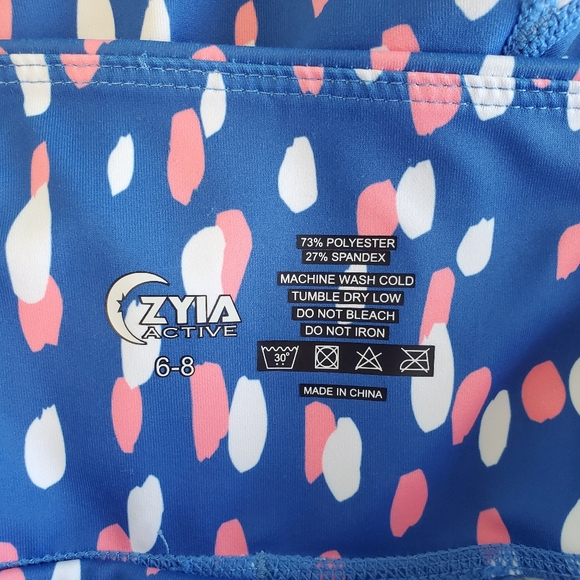 ZYIA
ACTIVE
6-8
73% POLYESTER
27% SPANDEX
MACHINE WASH COLD
TUMBLE DRY LOW
DO NOT BLEACH
DO NOT IRON
30°
MADE IN CHINA